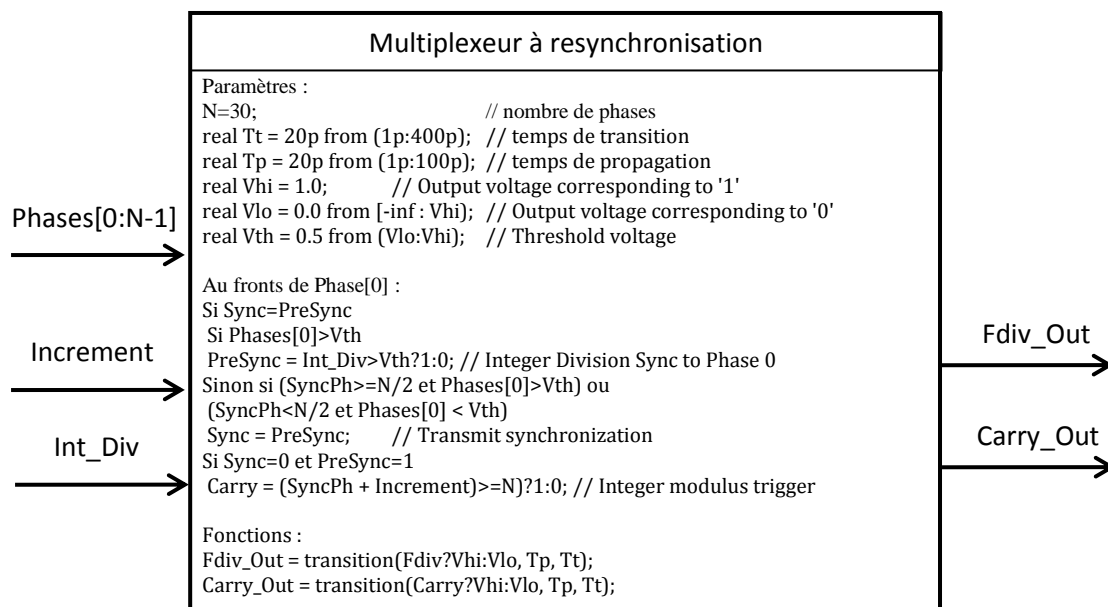 Multiplexeur à resynchronisation
Paramètres :
N=30; // nombre de phases
real Tt = 20p from (1p:400p); // temps de transition
real Tp = 20p from (1p:100p); // temps de propagation
real Vhi = 1.0; // Output voltage corresponding to '1'
real Vlo = 0.0 from [-inf : Vhi); // Output voltage corresponding to '0'
real Vth = 0.5 from (Vlo:Vhi); // Threshold voltage
Au fronts de Phase[0] :
Si Sync=PreSync
Si Phases[0]>Vth
PreSync = Int_Div>Vth?1:0; // Integer Division Sync to Phase 0
Sinon si (SyncPh>=N/2 et Phases[0]>Vth) ou
(SyncPh<N/2 et Phases[0] < Vth)
Sync = PreSync; // Transmit synchronization
Si Sync=0 et PreSync=1
Carry = (SyncPh + Increment)>=N)?1:0; // Integer modulus trigger
Fonctions :
Fdiv_Out = transition(Fdiv?Vhi:Vlo, Tp, Tt);
Carry_Out = transition(Carry?Vhi:Vlo, Tp, Tt);
Phases[0:N-1]
Increment
Int_Div
Fdiv_Out
Carry_Out